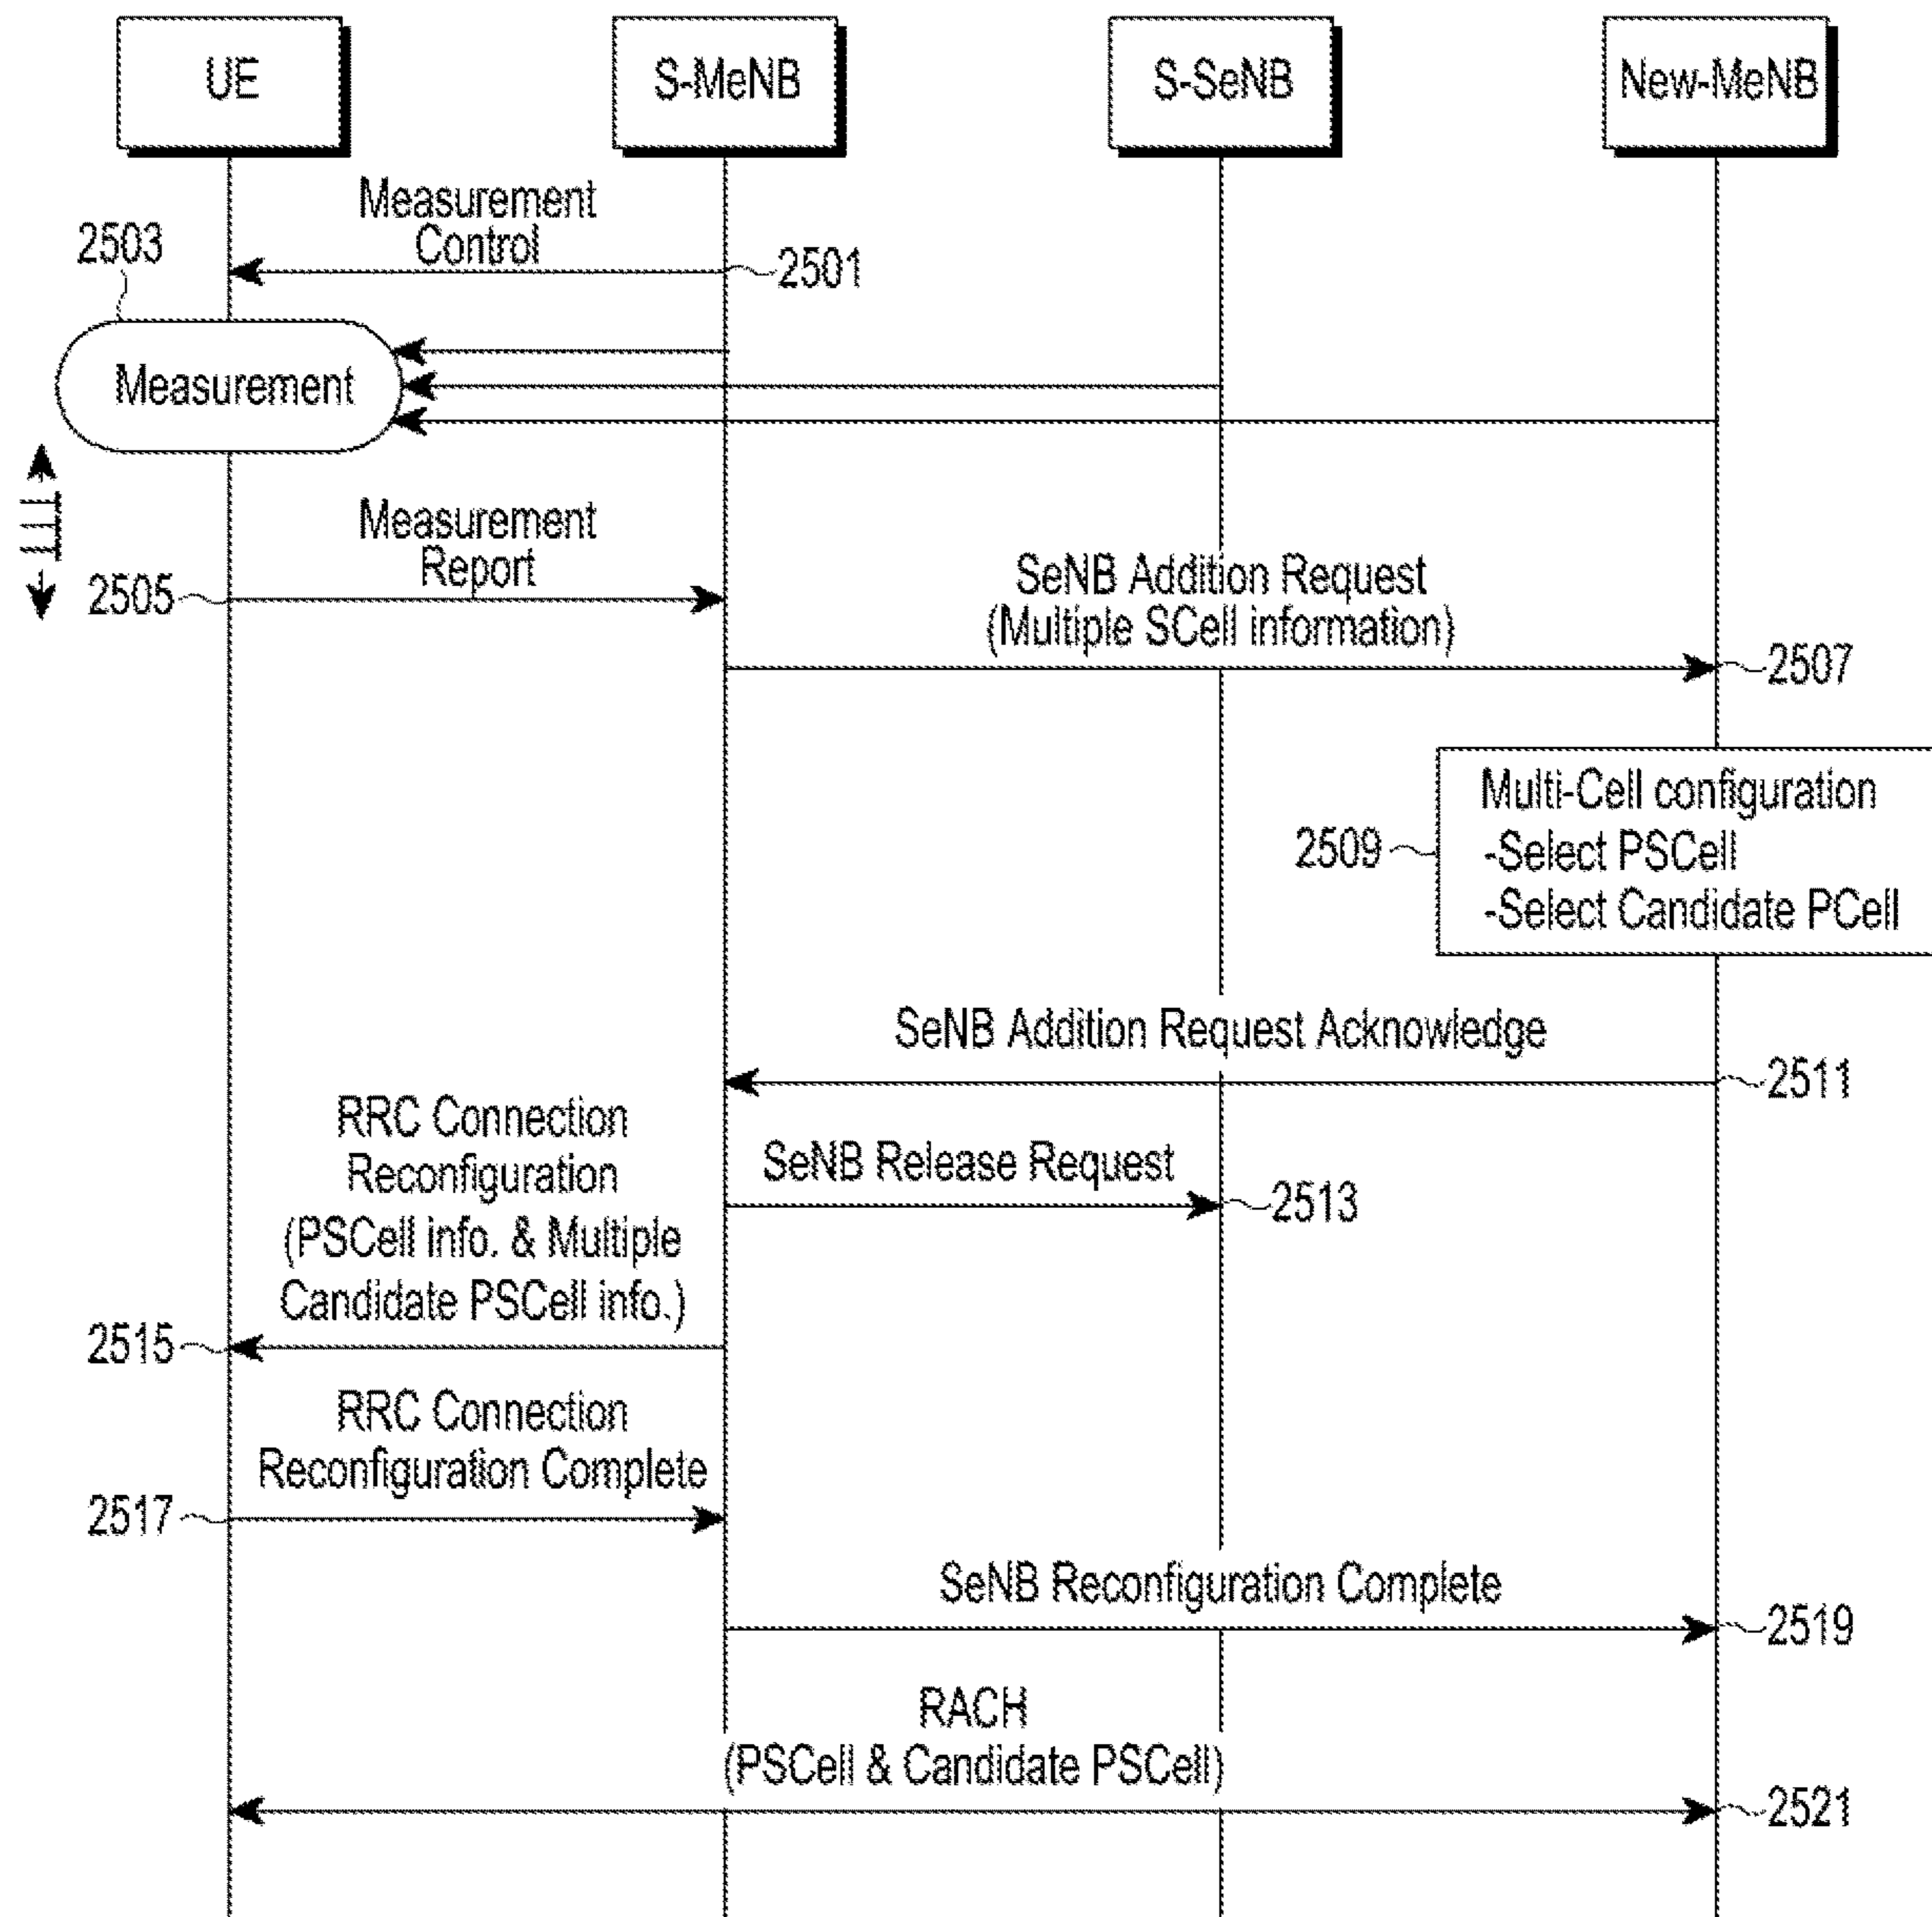 UE
S-MeNB
S-SeNB
New-MeNB
Measurement
Control
2503
2501
Measurement
Measurement
Report
2505
SeNB Addition Request
(Multiple SCell information)
2507
Multi-Cell configuration
-Select PSCell
-Select Candidate PCell
2509
SeNB Addition Request Acknowledge
2511
RRC Connection
Reconfiguration
(PSCell info. & Multiple
Candidate PSCell info.)
SeNB Release Request
2513
2515
RRC Connection
Reconfiguration Complete
2517
SeNB Reconfiguration Complete
2519
RACH
(PSCell & Candidate PSCell)
2521